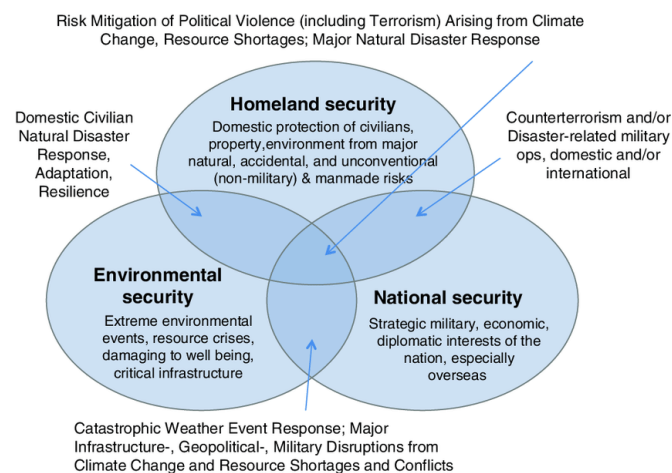 Risk Mitigation of Political Violence (including Terrorism) Arising from Climate
Change, Resource Shortages; Major Natural Disaster Response
Homeland security
Domestic protection of civilians,
property,environment from major
natural, accidental, and unconventional
(non-military) & manmade risks
Domestic Civilian
Natural Disaster
Response,
Adaptation,
Resilience
Counterterrorism and/or
Disaster-related military
ops, domestic and/or
international
Environmental
security
Extreme environmental
events, resource crises,
damaging to well being,
critical infrastructure
National security
Strategic military, economic,
diplomatic interests of the
nation, especially
overseas
Catastrophic Weather Event Response; Major
Infrastructure-, Geopolitical-, Military Disruptions from
Climate Change and Resource Shortages and Conflicts